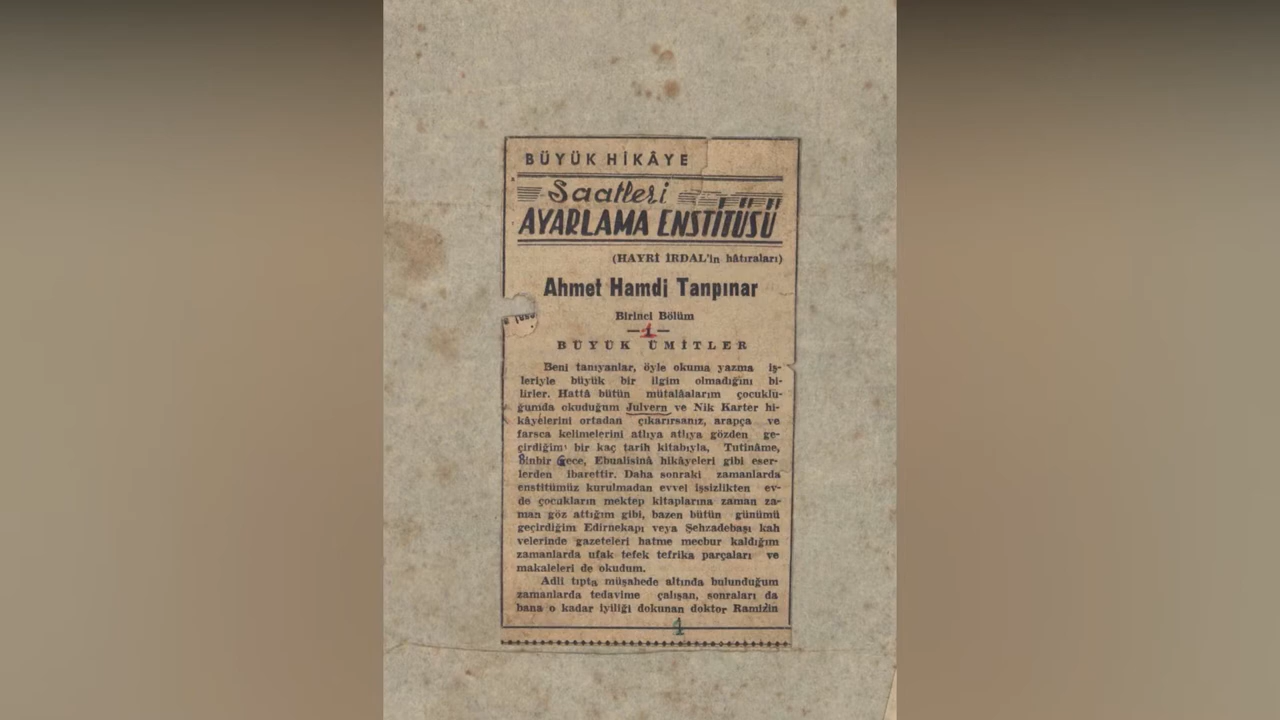 BÜYÜK HİKÂYE
Saatleri
AYARLAMA ENSTİTÜSÜ
(HAYRİ İRDAL'in hâtıraları)
Ahmet Hamdi Tanpınar
Birinci Bölüm
— 1 —
BÜYÜK ÜMİTLER
Beni tanıyanlar, öyle okuma yazma iş-
leriyle büyük bir ilgim olmadığını bi-
lirler. Hattâ bütün mütalâalarım çocuklu-
ğumda okuduğum Julvern ve Nik Karter hi-
kâyelerini ortadan çıkarırsanız, arapça ve
farsca kelimelerini atlıya atlıya gözden ge-
çirdiğim bir kaç tarih kitabıyla, Tutinâme,
Binbir Gece, Ebualisinâ hikâyeleri gibi eser-
lerden ibarettir. Daha sonraki zamanlarda
enstitümüz kurulmadan evvel işsizlikten ev-
de çocukların mektep kitaplarına zaman za-
man göz attığım gibi, bazen bütün günümü
geçirdiğim Edirnekapı veya Şehzadebaşı kah
velerinde gazeteleri hatme mecbur kaldığım
zamanlarda ufak tefek tefrika parçaları ve
makaleleri de okudum.
Adli tıpta müşahede altında bulunduğum
zamanlarda tedavime çalışan, sonraları da
bana o kadar iyiliği dokunan doktor Ramizin
1